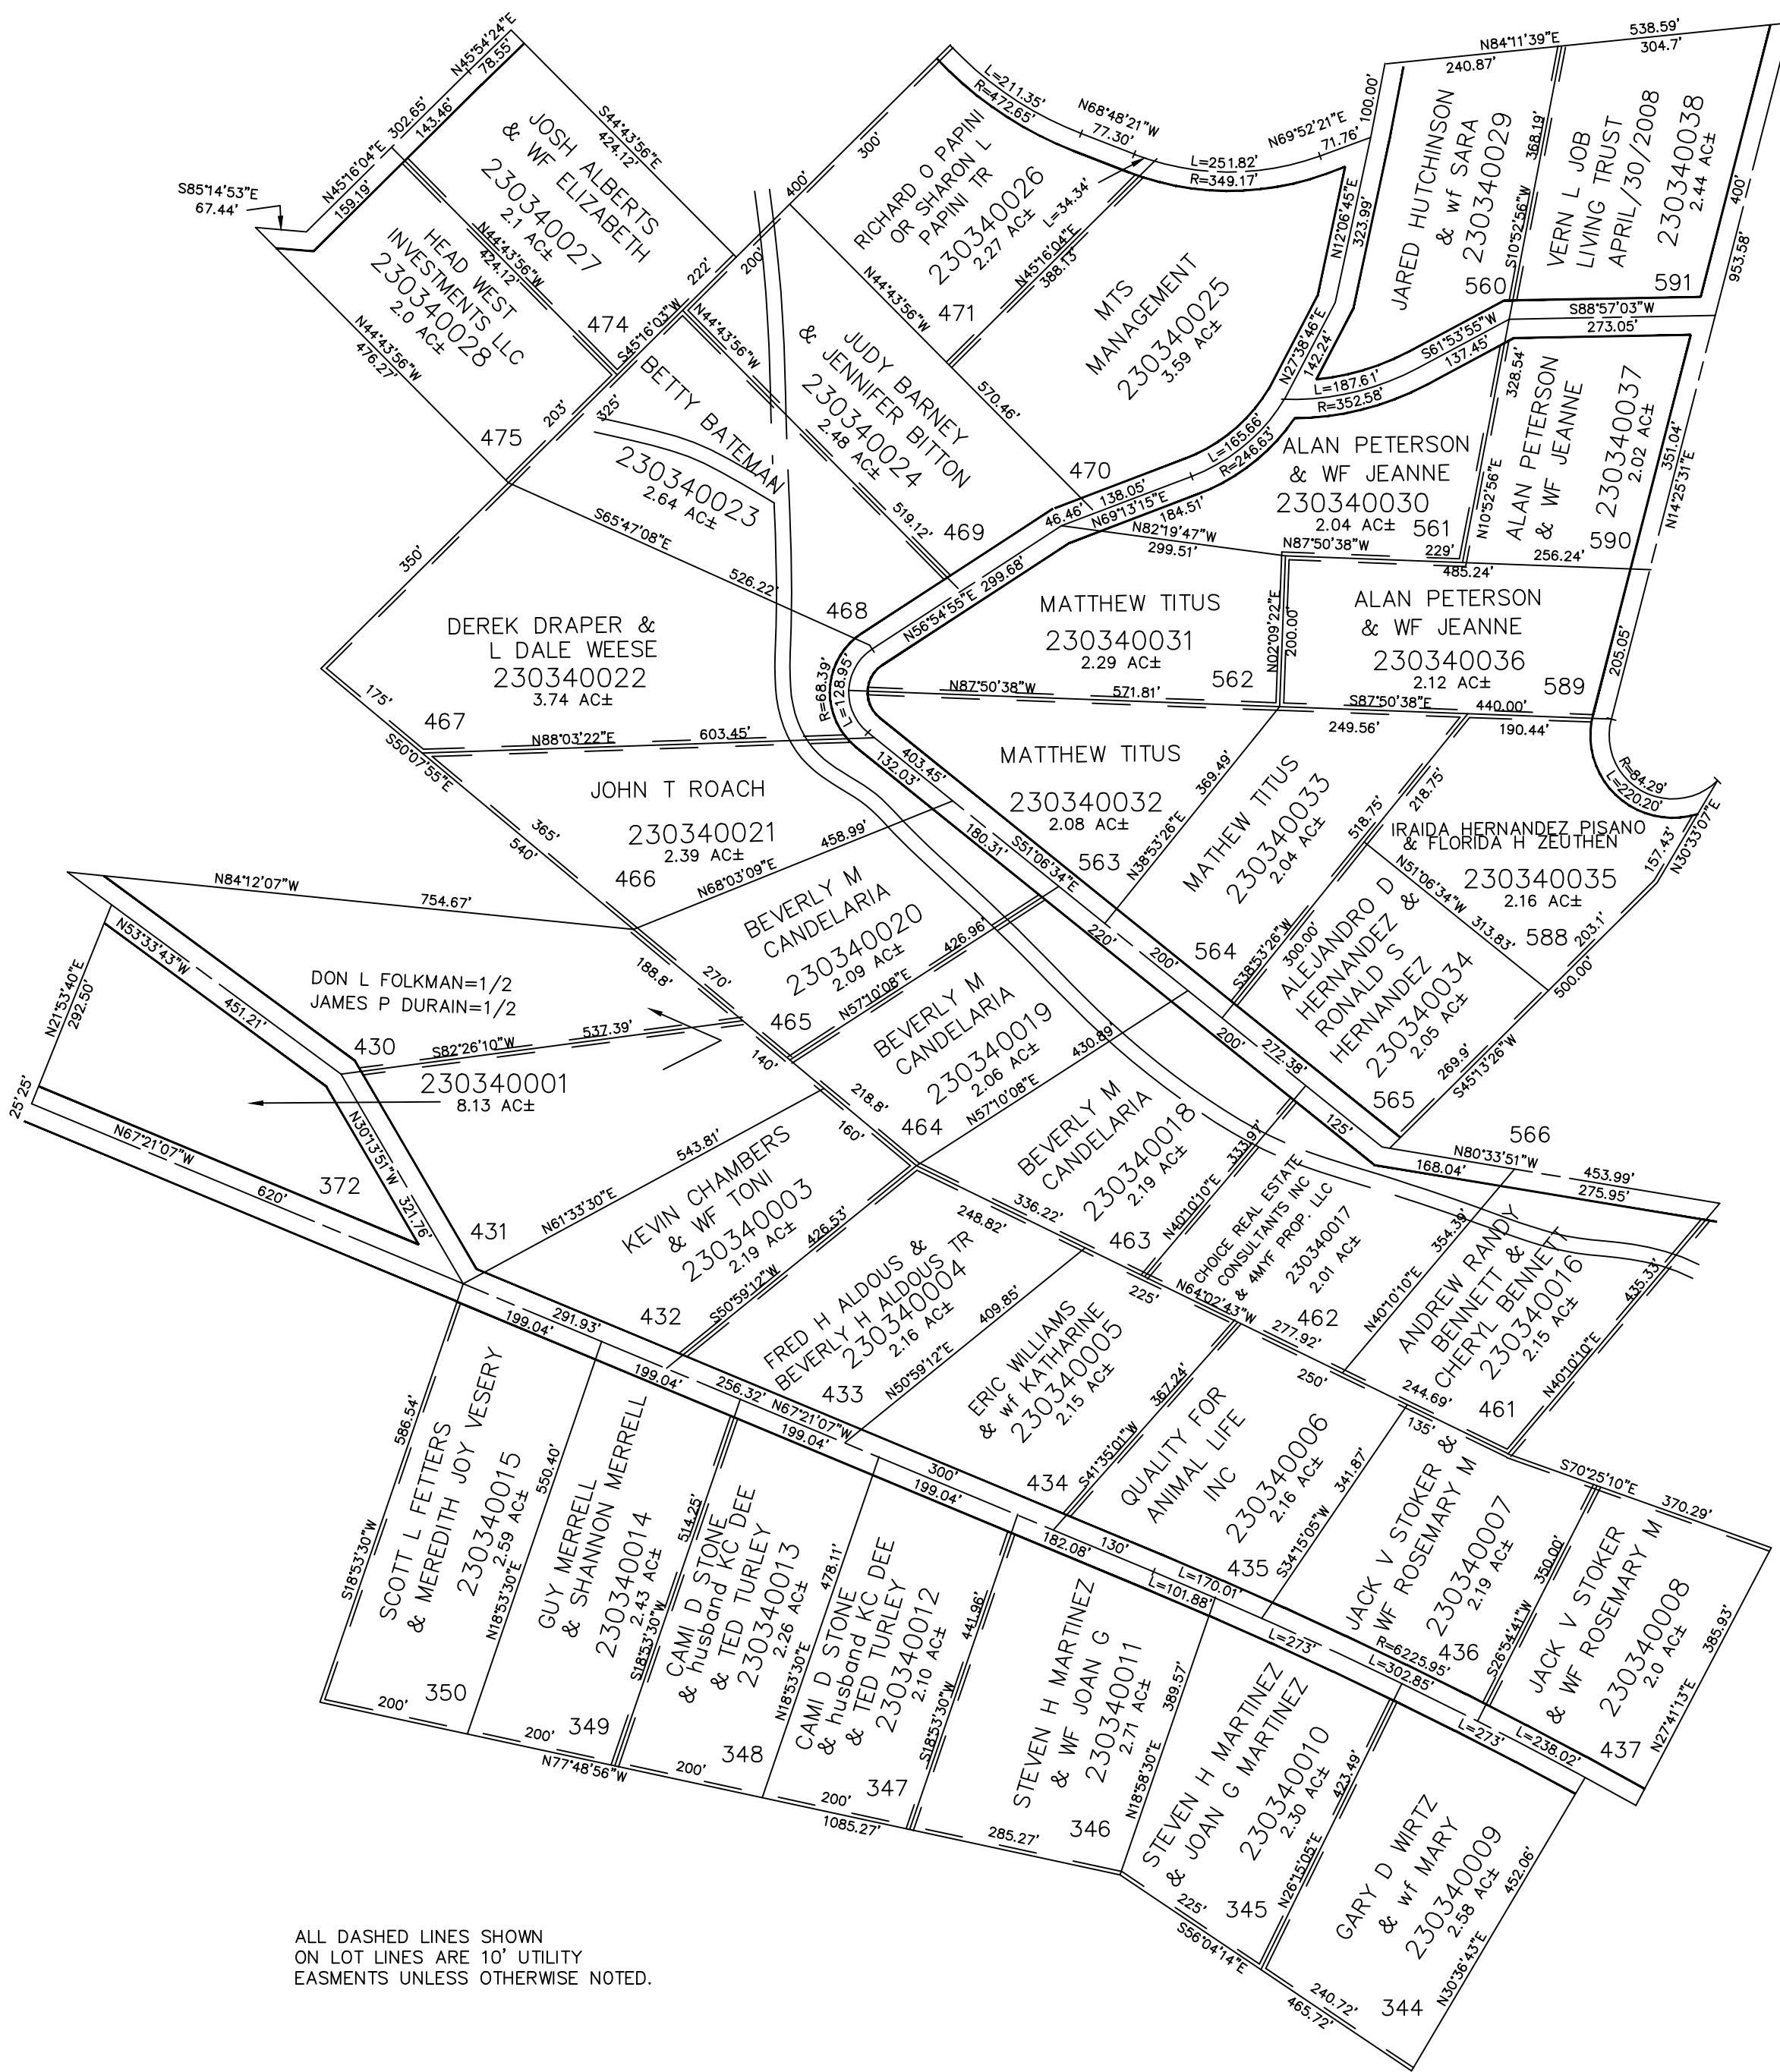 N45°54'24"E
78.55'
302.65'
143.46'
N45°16'04"E
159.19'
S85°14'53"E
67.44'
S44°43'56"E
424.12'
JOSH ALBERTS
& WF ELIZABETH
230340027
2.1 AC±
474
N44°43'56"W
424.12'
HEAD WEST
INVESTMENTS LLC
230340028
2.0 AC±
475
N44°43'56"W
476.27'
222'
S45°16'03"W
203'
325'
350'
300'
400'
200'
L=211.35'
R=472.65'
N68°48'21"W
77.30'
L=251.82'
R=349.17'
L=34.34'
N69°52'21"E
71.76'
RICHARD O PAPINI
OR SHARON L
PAPINI TR
230340026
2.27 AC±
471
N45°16'04"E
388.13'
MTS
MANAGEMENT
230340025
3.59 AC±
470
N44°43'56"W
570.46'
JUDY BARNEY
& JENNIFER BITTON
230340024
2.48 AC±
469
N44°43'56"W
519.12'
BETTY BATEMAN
230340023
2.64 AC±
468
S65°47'08"E
526.22'
100.00'
N12°06'45"E
323.99'
N27°38'46"E
142.24'
N84°11'39"E
240.87'
538.59'
304.7'
JARED HUTCHINSON
& wf SARA
230340029
560
S10°52'56"W
368.19'
VERN L JOB
LIVING TRUST
APRIL/30/2008
230340038
2.44 AC±
591
400'
953.58'
S88°57'03"W
273.05'
S61°53'55"W
137.45'
L=187.61'
R=352.58'
L=165.66'
R=246.63'
138.05'
46.46'
N69°13'15"E
184.51'
ALAN PETERSON
& WF JEANNE
230340030
2.04 AC±
561
N10°52'56"E
328.54'
ALAN PETERSON
& WF JEANNE
230340037
2.02 AC±
590
351.04'
N14°25'31"E
N82°19'47"W
299.51'
N87°50'38"W
229'
485.24'
256.24'
N56°54'55"E
299.68'
R=68.39'
L=128.95'
MATTHEW TITUS
230340031
2.29 AC±
562
N02°09'22"E
200.00'
ALAN PETERSON
& WF JEANNE
230340036
2.12 AC±
589
205.05'
N87°50'38"W
571.81'
S87°50'38"E
440.00'
249.56'
190.44'
DEREK DRAPER &
L DALE WEESE
230340022
3.74 AC±
467
175'
S50°07'55"E
N88°03'22"E
603.45'
JOHN T ROACH
230340021
2.39 AC±
466
365'
540'
N68°03'09"E
458.99'
132.03'
403.45'
180.31'
S51°06'34"E
MATTHEW TITUS
230340032
2.08 AC±
563
N38°53'26"E
369.49'
MATHEW TITUS
230340033
2.04 AC±
564
S38°53'26"W
518.75'
218.75'
300.00'
R=84.29'
L=220.20'
IRAIDA HERNANDEZ PISANO
& FLORIDA H ZEUTHEN
230340035
2.16 AC±
588
157.43'
N30°33'07"E
N51°06'34"W
313.83'
203.1'
500.00'
ALEJANDRO D
HERNANDEZ &
RONALD S
HERNANDEZ
230340034
2.05 AC±
565
269.9'
S45°13'26"W
BEVERLY M
CANDELARIA
230340020
2.09 AC±
465
N57°10'08"E
426.96'
188.8'
270'
220'
200'
200'
272.38'
125'
BEVERLY M
CANDELARIA
230340019
2.06 AC±
464
N57°10'08"E
430.89'
140'
218.8'
160'
N84°12'07"W
754.67'
DON L FOLKMAN=1/2
JAMES P DURAIN=1/2
430
S82°26'10"W
537.39'
230340001
8.13 AC±
N53°33'43"W
451.21'
N21°53'40"E
292.50'
25'25'
N67°21'07"W
620'
372
N30°13'51"W
321.76'
431
N61°33'30"E
543.81'
KEVIN CHAMBERS
& WF TONI
230340003
2.19 AC±
432
S50°59'12"W
426.53'
FRED H ALDOUS &
BEVERLY H ALDOUS TR
230340004
2.16 AC±
433
N50°59'12"E
409.85'
336.22'
248.82'
BEVERLY M
CANDELARIA
230340018
2.19 AC±
463
N40°10'10"E
333.97'
CHOICE REAL ESTATE
CONSULTANTS INC
& 4MYF PROP. LLC
230340017
2.01 AC±
462
N64°02'43"W
225'
277.92'
250'
N40°10'10"E
354.39'
566
N80°33'51"W
168.04'
453.99'
275.95'
ANDREW RANDY
BENNETT &
BENNETT
CHERYL BENNETT
230340016
2.15 AC±
461
N40°10'10"E
435.33'
244.69'
135'
ERIC WILLIAMS
& wf KATHARINE
230340005
2.15 AC±
434
S41°35'01"W
367.24'
QUALITY FOR
ANIMAL LIFE
INC
230340006
2.16 AC±
435
S34°15'05"W
341.87'
JACK V STOKER &
WF ROSEMARY M
230340007
2.19 AC±
436
S26°54'41"W
350.00'
S70°25'10"E
370.29'
JACK V STOKER
& WF ROSEMARY M
230340008
2.0 AC±
437
N27°41'13"E
385.93'
291.93'
199.04'
256.32'
199.04'
N67°21'07"W
199.04'
300'
199.04'
182.08'
130'
L=170.01'
L=101.88'
R=6225.95'
L=273'
L=302.85'
L=238.02'
L=273'
S18°53'30"W
586.54'
SCOTT L FETTERS
& MEREDITH JOY VESERY
230340015
2.59 AC±
350
N18°53'30"E
550.40'
GUY MERRELL
& SHANNON MERRELL
230340014
2.43 AC±
349
S18°53'30"W
514.25'
CAMI D STONE
& husband KC DEE
& TED TURLEY
230340013
2.26 AC±
348
N18°53'30"E
478.11'
CAMI D STONE
& husband KC DEE
& TED TURLEY
230340012
2.10 AC±
347
S18°53'30"W
441.96'
STEVEN H MARTINEZ
& WF JOAN G
230340011
2.71 AC±
346
N18°58'30"E
389.57'
STEVEN H MARTINEZ
& JOAN G MARTINEZ
230340010
2.30 AC±
345
N26°15'05"E
423.49'
GARY D WIRTZ
& wf MARY
230340009
2.58 AC±
344
N30°36'43"E
452.06'
200'
200'
N77°48'56"W
200'
200'
1085.27'
285.27'
225'
S56°04'14"E
240.72'
465.72'
ALL DASHED LINES SHOWN
ON LOT LINES ARE 10' UTILITY
EASMENTS UNLESS OTHERWISE NOTED.